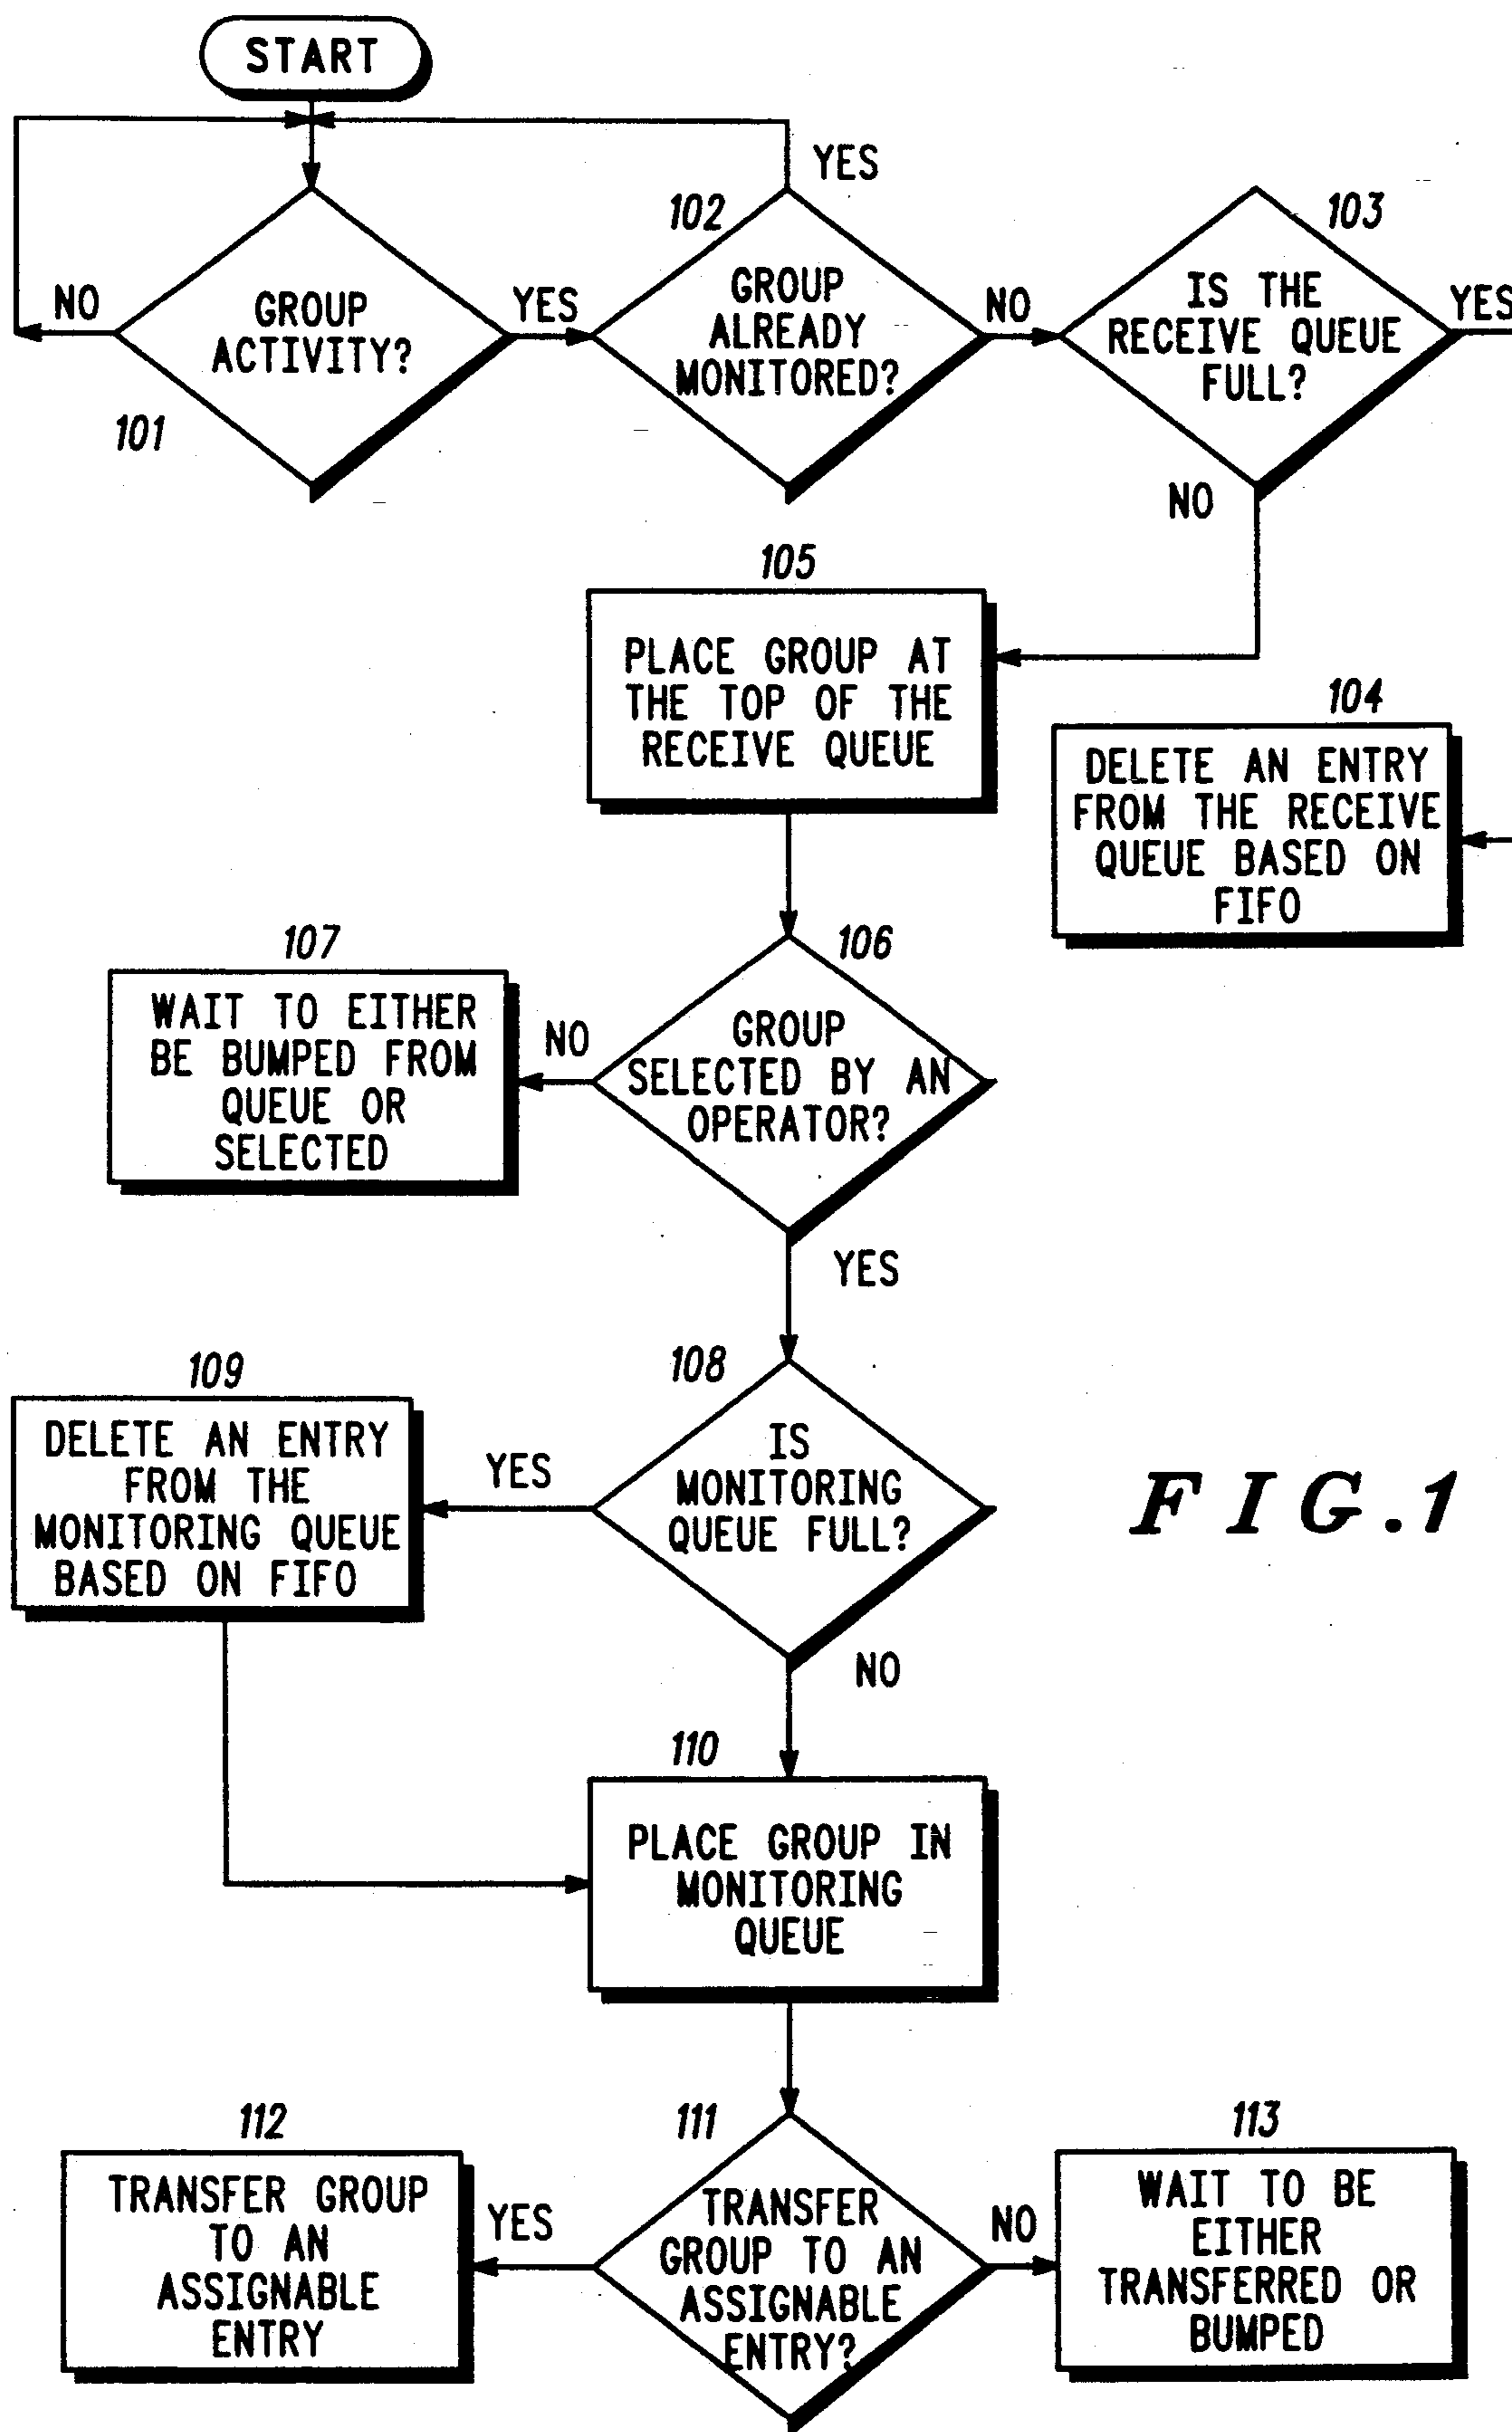 START
YES
102
103
NO
GROUP
ACTIVITY?
YES
GROUP
ALREADY
MONITORED?
NO
IS THE
RECEIVE QUEUE
FULL?
YES
101
NO
105
PLACE GROUP AT
THE TOP OF THE
RECEIVE QUEUE
104
DELETE AN ENTRY
FROM THE RECEIVE
QUEUE BASED ON
FIFO
107
WAIT TO EITHER
BE BUMPED FROM
QUEUE OR
SELECTED
NO
106
GROUP
SELECTED BY AN
OPERATOR?
YES
109
DELETE AN ENTRY
FROM THE
MONITORING QUEUE
BASED ON FIFO
YES
108
IS
MONITORING
QUEUE FULL?
FIG.1
NO
110
PLACE GROUP IN
MONITORING
QUEUE
112
TRANSFER GROUP
TO AN
ASSIGNABLE
ENTRY
YES
111
TRANSFER
GROUP TO AN
ASSIGNABLE
ENTRY?
NO
113
WAIT TO BE
EITHER
TRANSFERRED OR
BUMPED